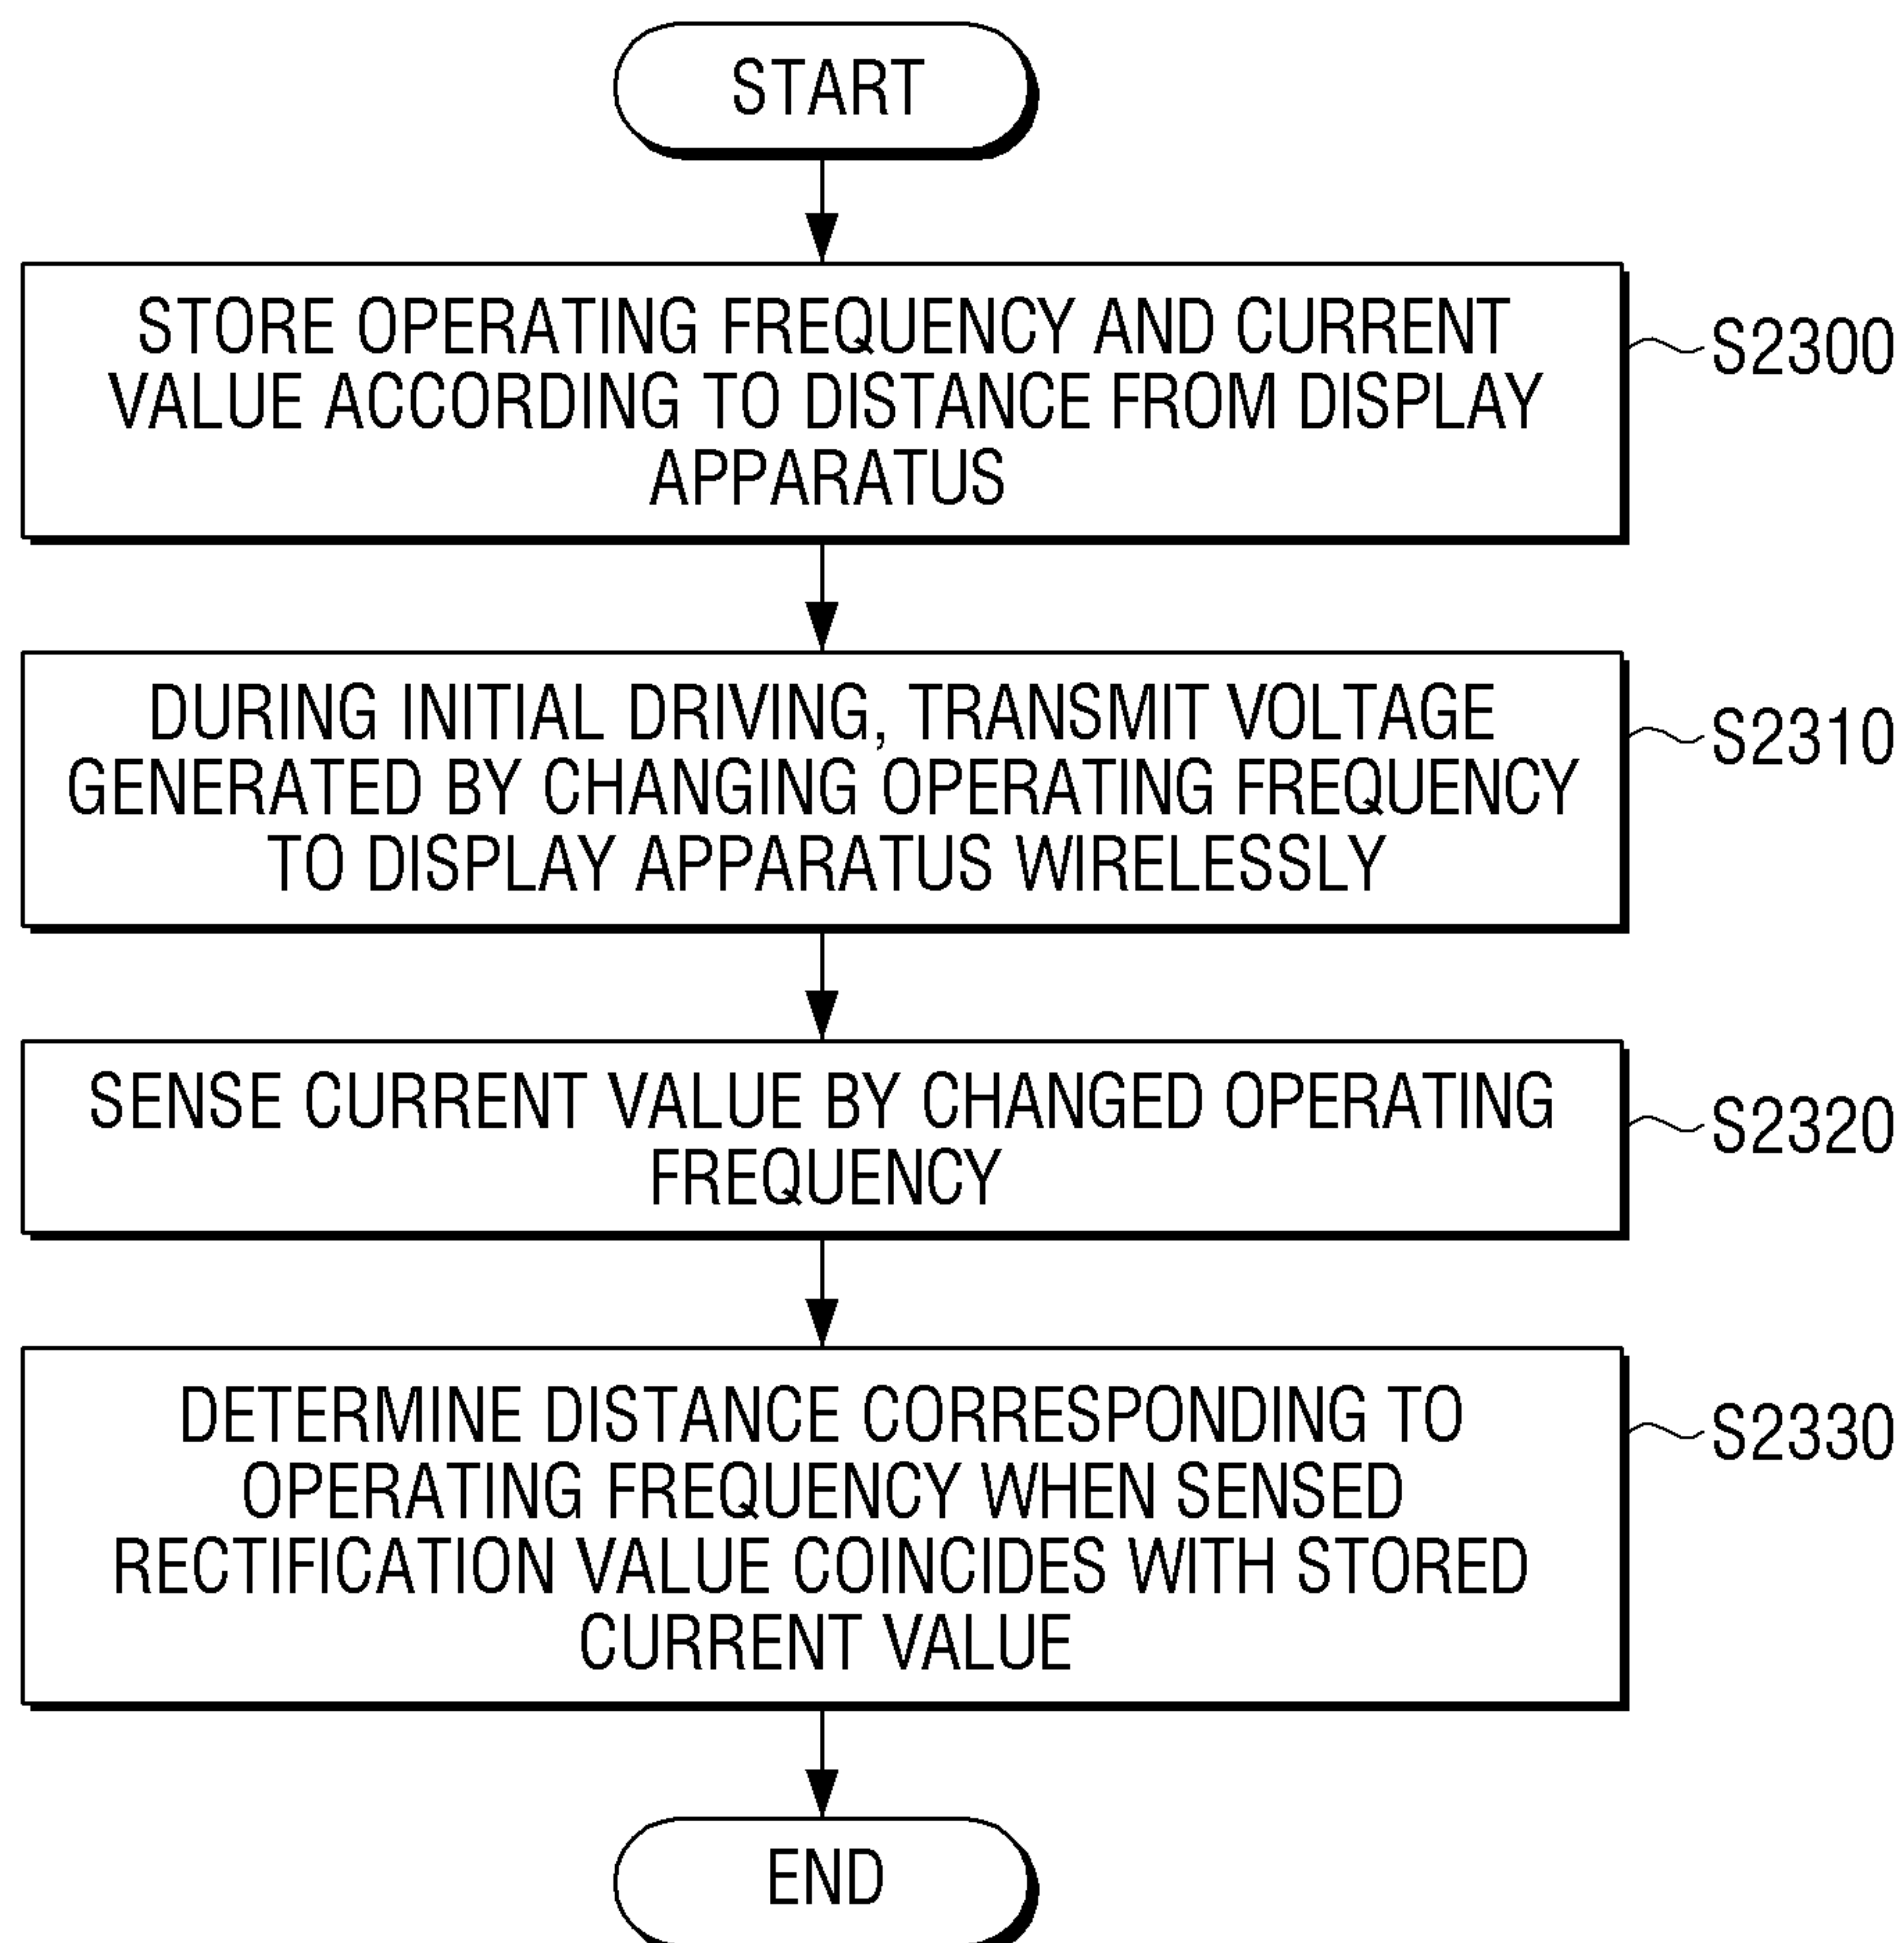 START
STORE OPERATING FREQUENCY AND CURRENT
VALUE ACCORDING TO DISTANCE FROM DISPLAY
APPARATUS
S2300
DURING INITIAL DRIVING, TRANSMIT VOLTAGE
GENERATED BY CHANGING OPERATING FREQUENCY
TO DISPLAY APPARATUS WIRELESSLY
S2310
SENSE CURRENT VALUE BY CHANGED OPERATING
FREQUENCY
S2320
DETERMINE DISTANCE CORRESPONDING TO
OPERATING FREQUENCY WHEN SENSED
RECTIFICATION VALUE COINCIDES WITH STORED
CURRENT VALUE
S2330
END